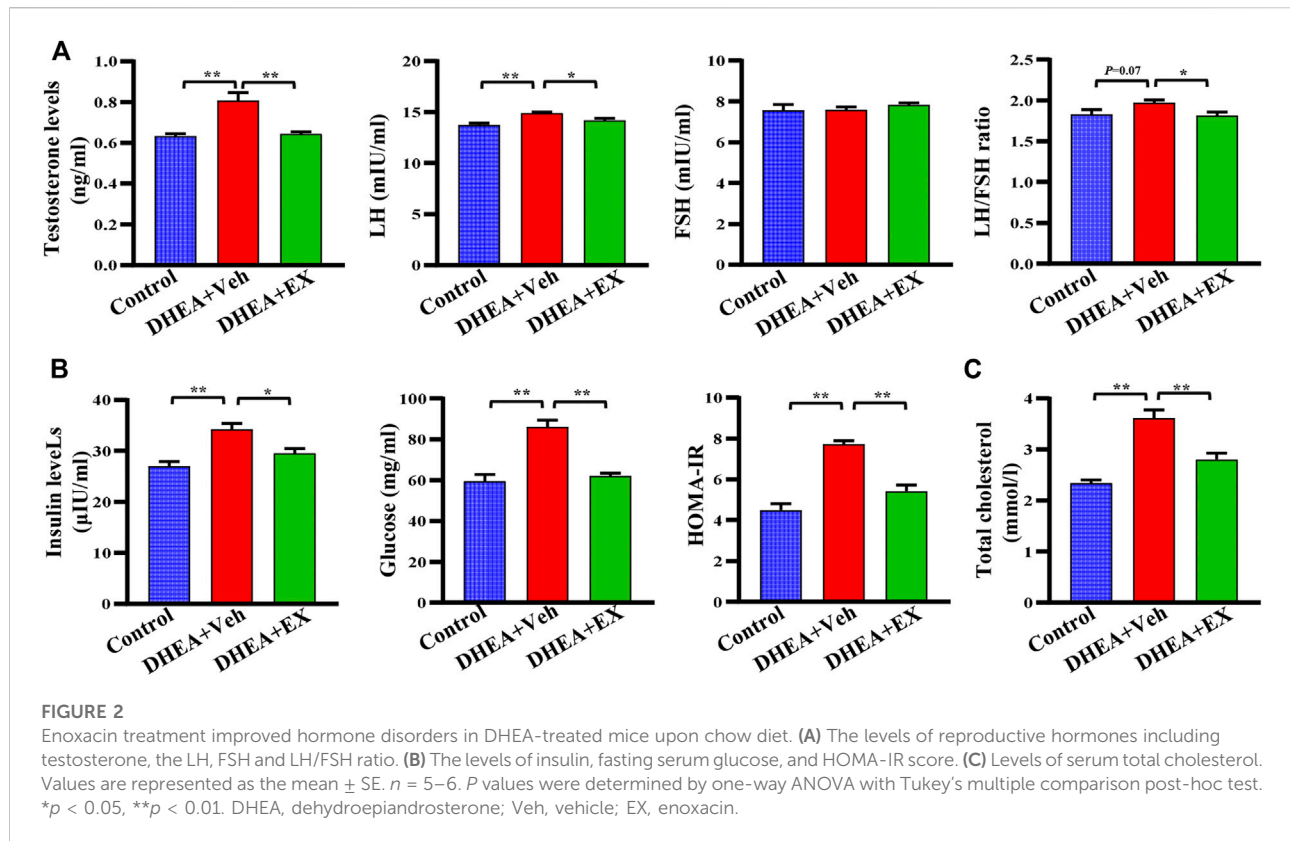 A
Testosterone levels
(ng/ml)
1.0
0.8
0.6
0.4
0.2
0.0
**
**
Control
DHEA+Veh
DHEA+EX
LH (mIU/ml)
20
15
10
5
0
**
*
Control
DHEA+Veh
DHEA+EX
FSH (mIU/ml)
10
8
6
4
2
0
Control
DHEA+Veh
DHEA+EX
LH/FSH ratio
2.5
2.0
1.5
1.0
0.5
0.0
P=0.07
*
Control
DHEA+Veh
DHEA+EX
B
Insulin leveLs
(μIU/ml)
40
30
20
10
0
**
*
Control
DHEA+Veh
DHEA+EX
Glucose (mg/ml)
100
80
60
40
20
0
**
**
Control
DHEA+Veh
DHEA+EX
HOMA-IR
10
8
6
4
2
0
**
**
Control
DHEA+Veh
DHEA+EX
C
Total cholesterol
(mmol/l)
4
3
2
1
0
**
**
Control
DHEA+Veh
DHEA+EX
FIGURE 2
Enoxacin treatment improved hormone disorders in DHEA-treated mice upon chow diet. (A) The levels of reproductive hormones including
testosterone, the LH, FSH and LH/FSH ratio. (B) The levels of insulin, fasting serum glucose, and HOMA-IR score. (C) Levels of serum total cholesterol.
Values are represented as the mean ± SE. n = 5–6. P values were determined by one-way ANOVA with Tukey's multiple comparison post-hoc test.
*p < 0.05, **p < 0.01. DHEA, dehydroepiandrosterone; Veh, vehicle; EX, enoxacin.